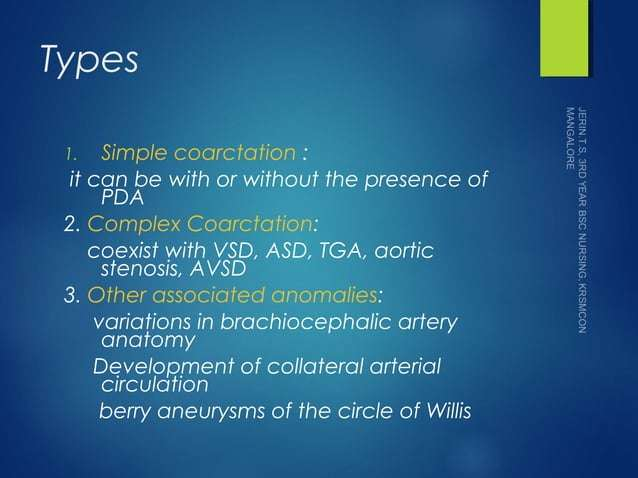 Types
1. Simple coarctation :
it can be with or without the presence of
PDA
2. Complex Coarctation:
coexist with VSD, ASD, TGA, aortic
stenosis, AVSD
3. Other associated anomalies:
variations in brachiocephalic artery
anatomy
Development of collateral arterial
circulation
berry aneurysms of the circle of Willis
JERIN T.S, 3RD YEAR BSC NURSING, KRSMCON
MANGALORE